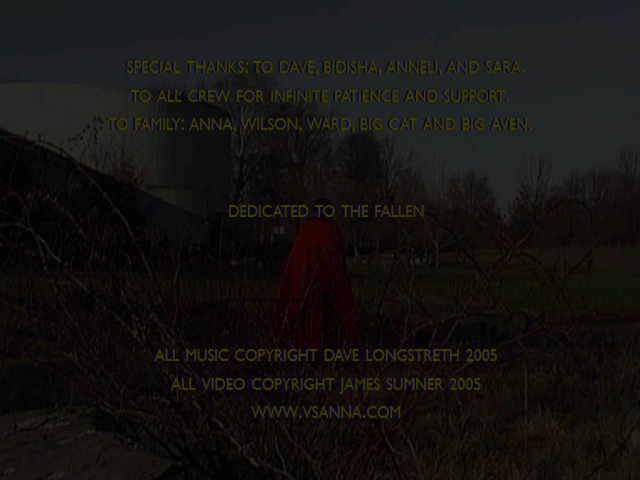 SPECIAL THANKS: TO DAVE, BIDISHA, ANNELI, AND SARA.
TO ALL CREW FOR INFINITE PATIENCE AND SUPPORT.
TO FAMILY: ANNA, WILSON, WARD, BIG CAT AND BIG AVEN.
DEDICATED TO THE FALLEN
ALL MUSIC COPYRIGHT DAVE LONGSTRETH 2005
ALL VIDEO COPYRIGHT JAMES SUMNER 2005
WWW.VSANNA.COM